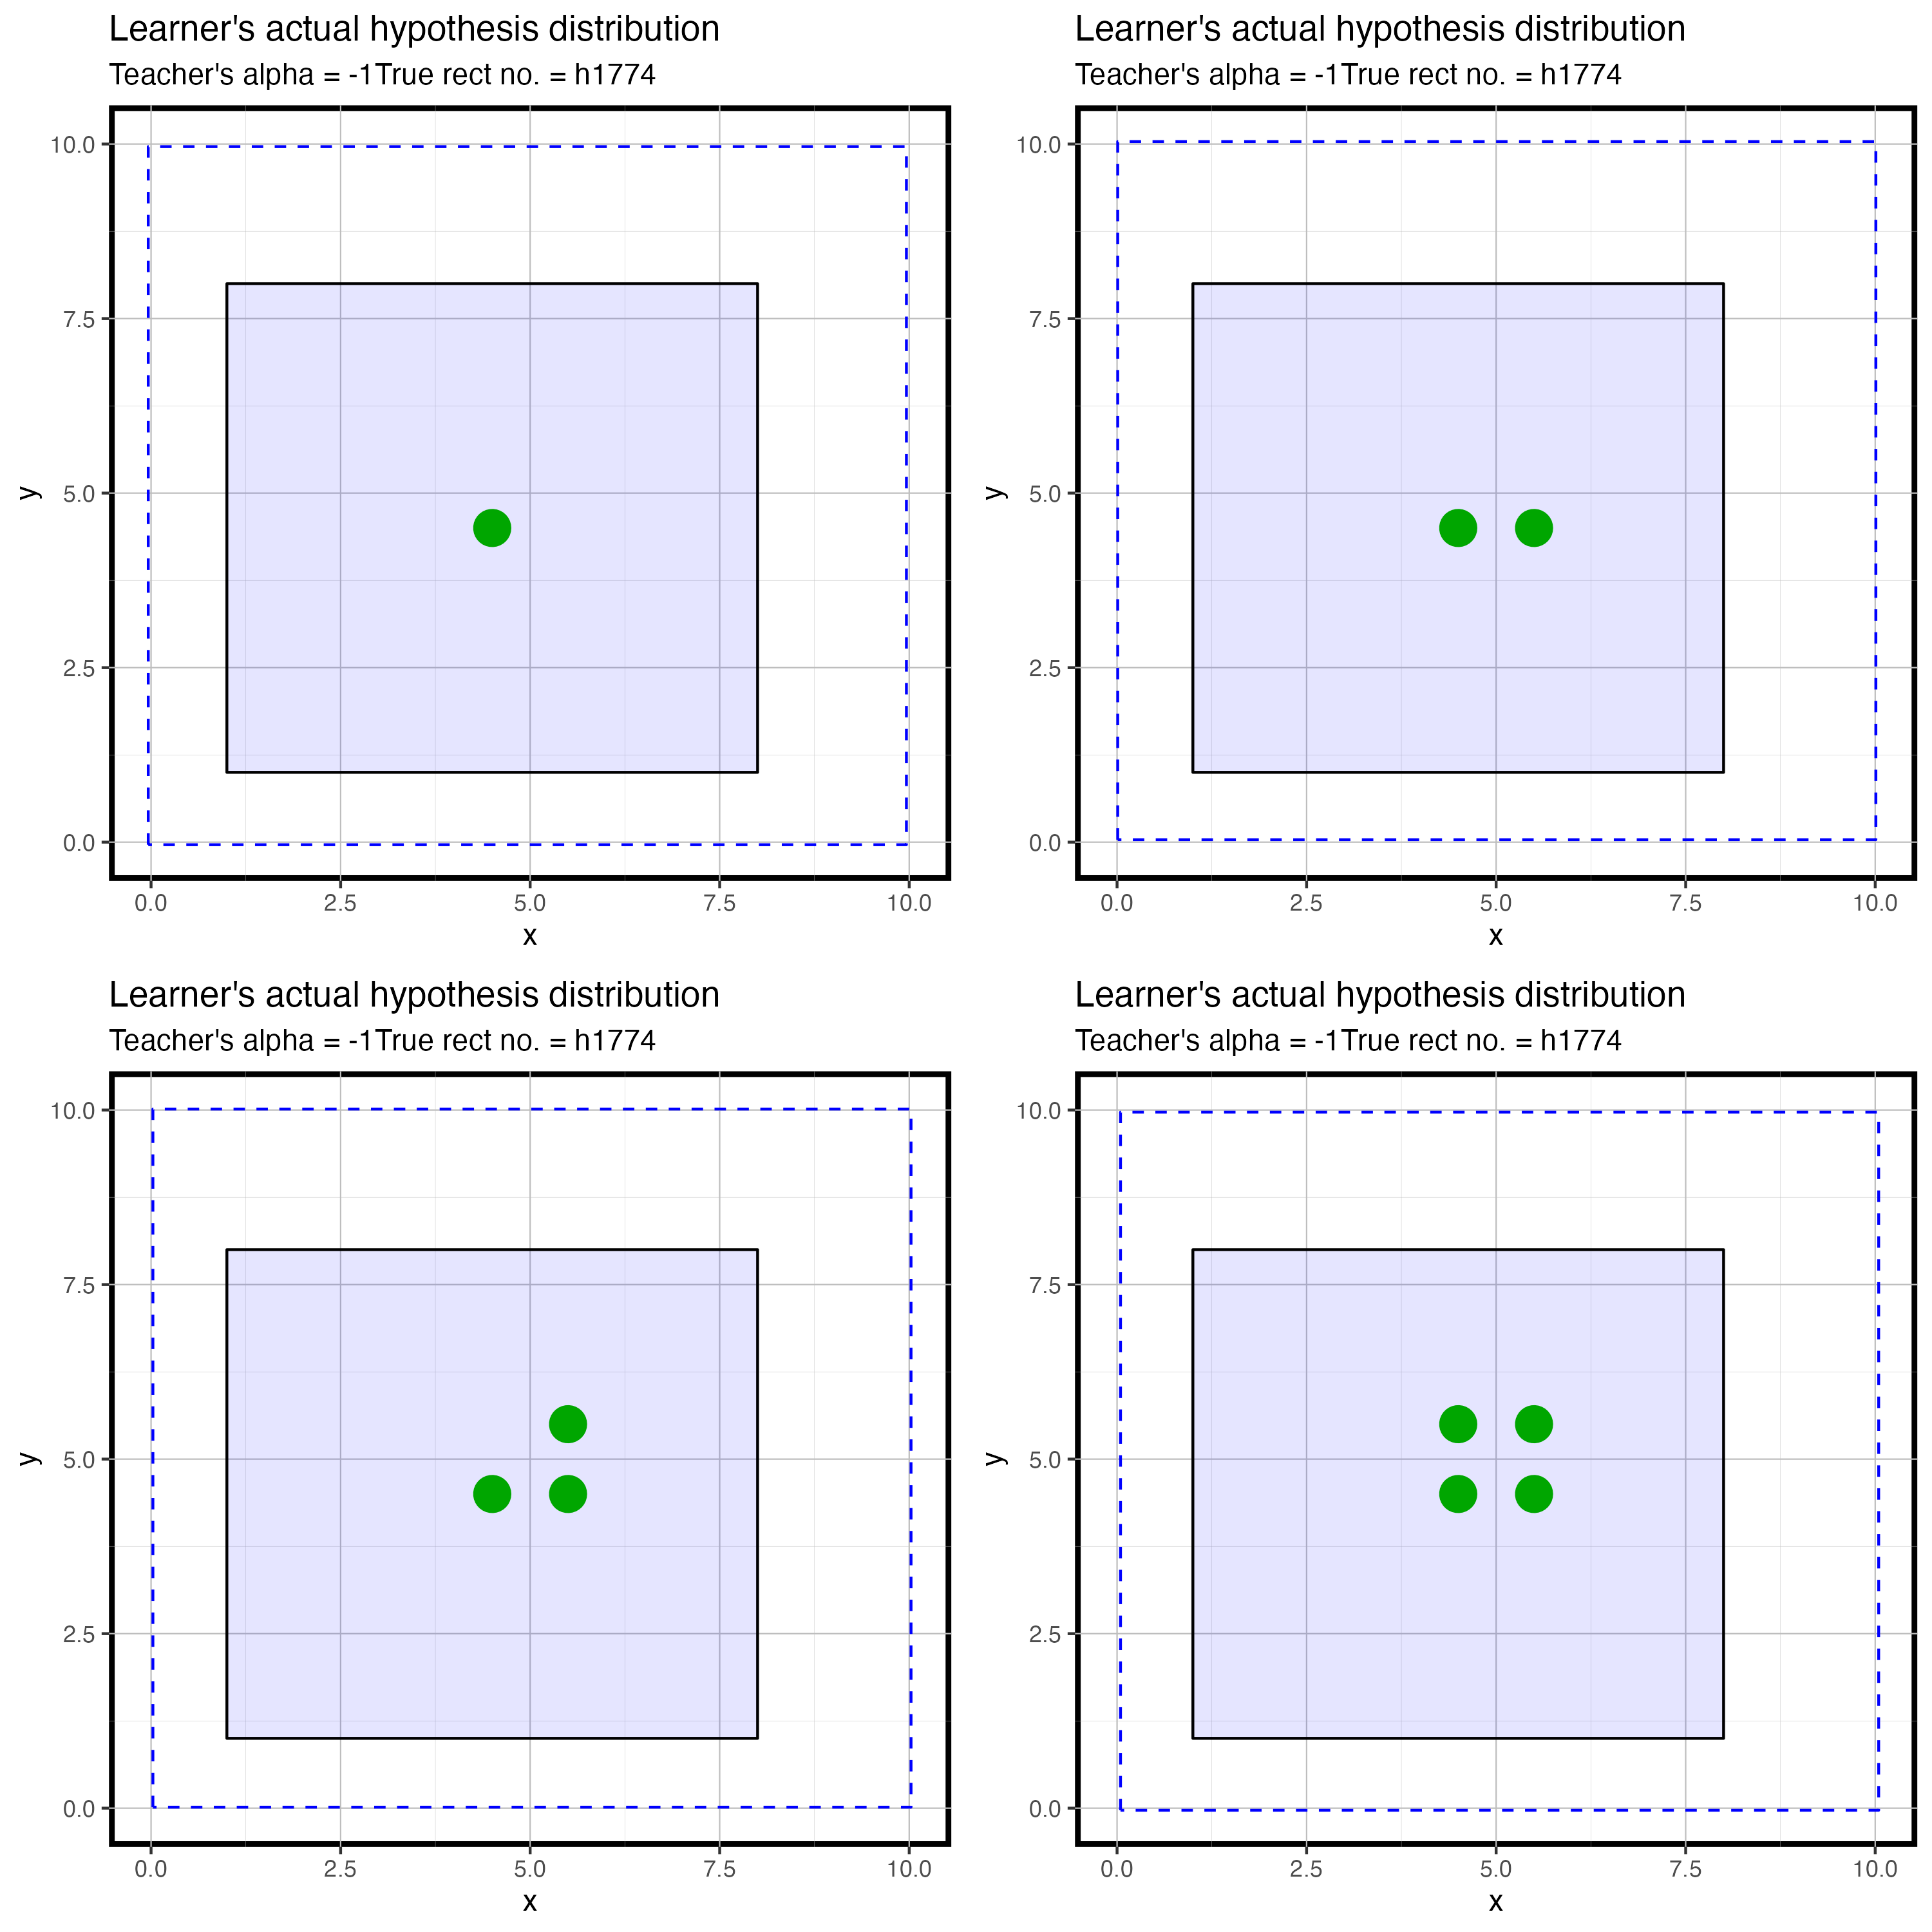 Learner's actual hypothesis distribution
Teacher's alpha = -1True rect no. = h1774
10.0
7.5
5.0
2.5
0.0
y
0.0 2.5 5.0 7.5 10.0
x
Learner's actual hypothesis distribution
Teacher's alpha = -1True rect no. = h1774
10.0
7.5
5.0
2.5
0.0
y
0.0 2.5 5.0 7.5 10.0
x
Learner's actual hypothesis distribution
Teacher's alpha = -1True rect no. = h1774
10.0
7.5
5.0
2.5
0.0
y
0.0 2.5 5.0 7.5 10.0
x
Learner's actual hypothesis distribution
Teacher's alpha = -1True rect no. = h1774
10.0
7.5
5.0
2.5
0.0
y
0.0 2.5 5.0 7.5 10.0
x